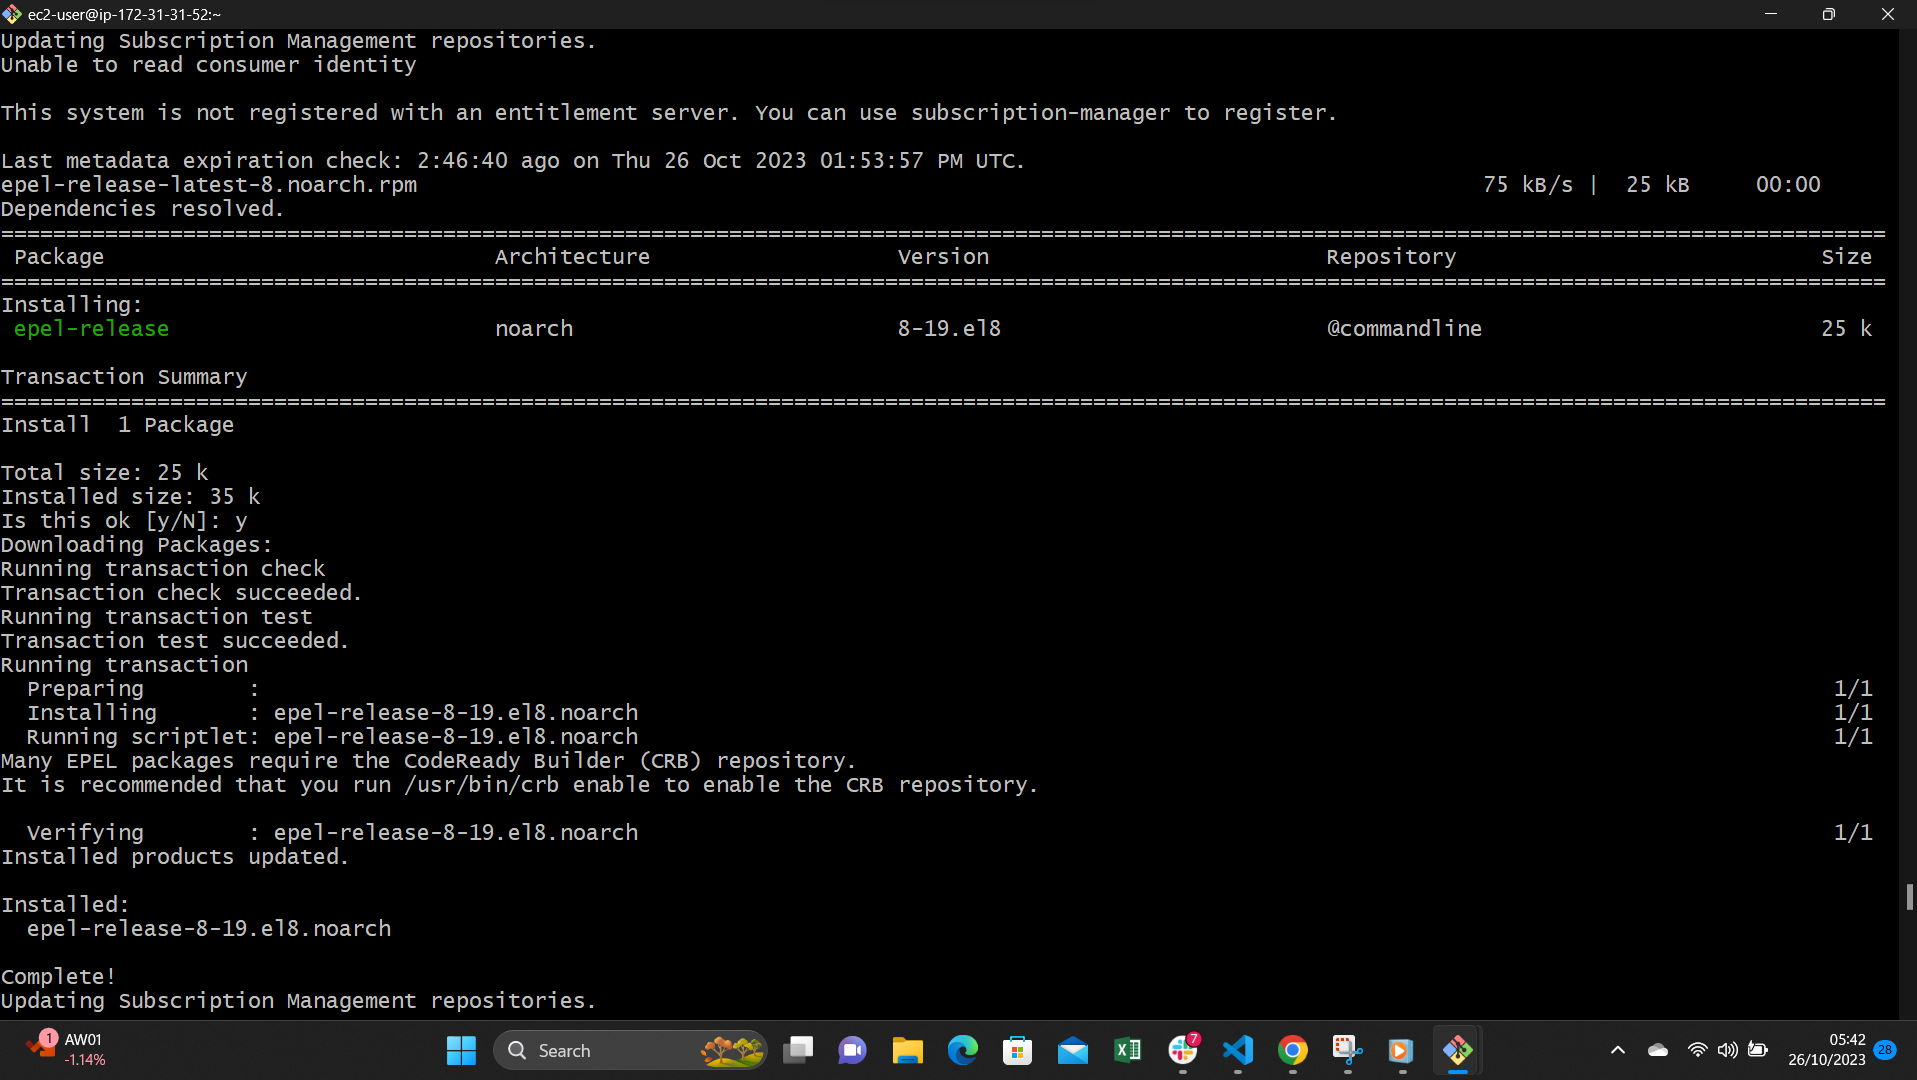 ec2-user@ip-172-31-31-52:~
Updating Subscription Management repositories.
Unable to read consumer identity
This system is not registered with an entitlement server. You can use subscription-manager to register.
Last metadata expiration check: 2:46:40 ago on Thu 26 Oct 2023 01:53:57 PM UTC.
epel-release-latest-8.noarch.rpm 75 kB/s | 25 kB 00:00
Dependencies resolved.
Package Architecture Version Repository Size
Installing:
epel-release noarch 8-19.el8 @commandline 25 k
Transaction Summary
Install 1 Package
Total size: 25 k
Installed size: 35 k
Is this ok [y/N]: y
Downloading Packages:
Running transaction check
Transaction check succeeded.
Running transaction test
Transaction test succeeded.
Running transaction
Preparing : 1/1
Installing : epel-release-8-19.el8.noarch 1/1
Running scriptlet: epel-release-8-19.el8.noarch 1/1
Many EPEL packages require the CodeReady Builder (CRB) repository.
It is recommended that you run /usr/bin/crb enable to enable the CRB repository.
Verifying : epel-release-8-19.el8.noarch 1/1
Installed products updated.
Installed:
epel-release-8-19.el8.noarch
Complete!
Updating Subscription Management repositories.
1 AW01
-1.14%
Search
7
05:42
26/10/2023
28